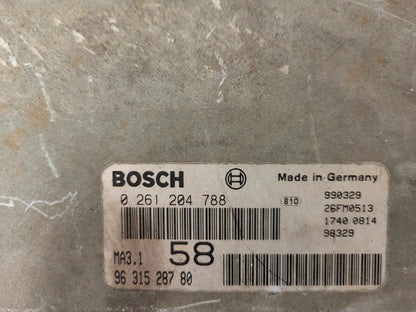 BOSCH Made in Germany
0 261 204 788 810 990329
26FM0513
1740 0814
98329
MA3.1 58
96 315 287 80